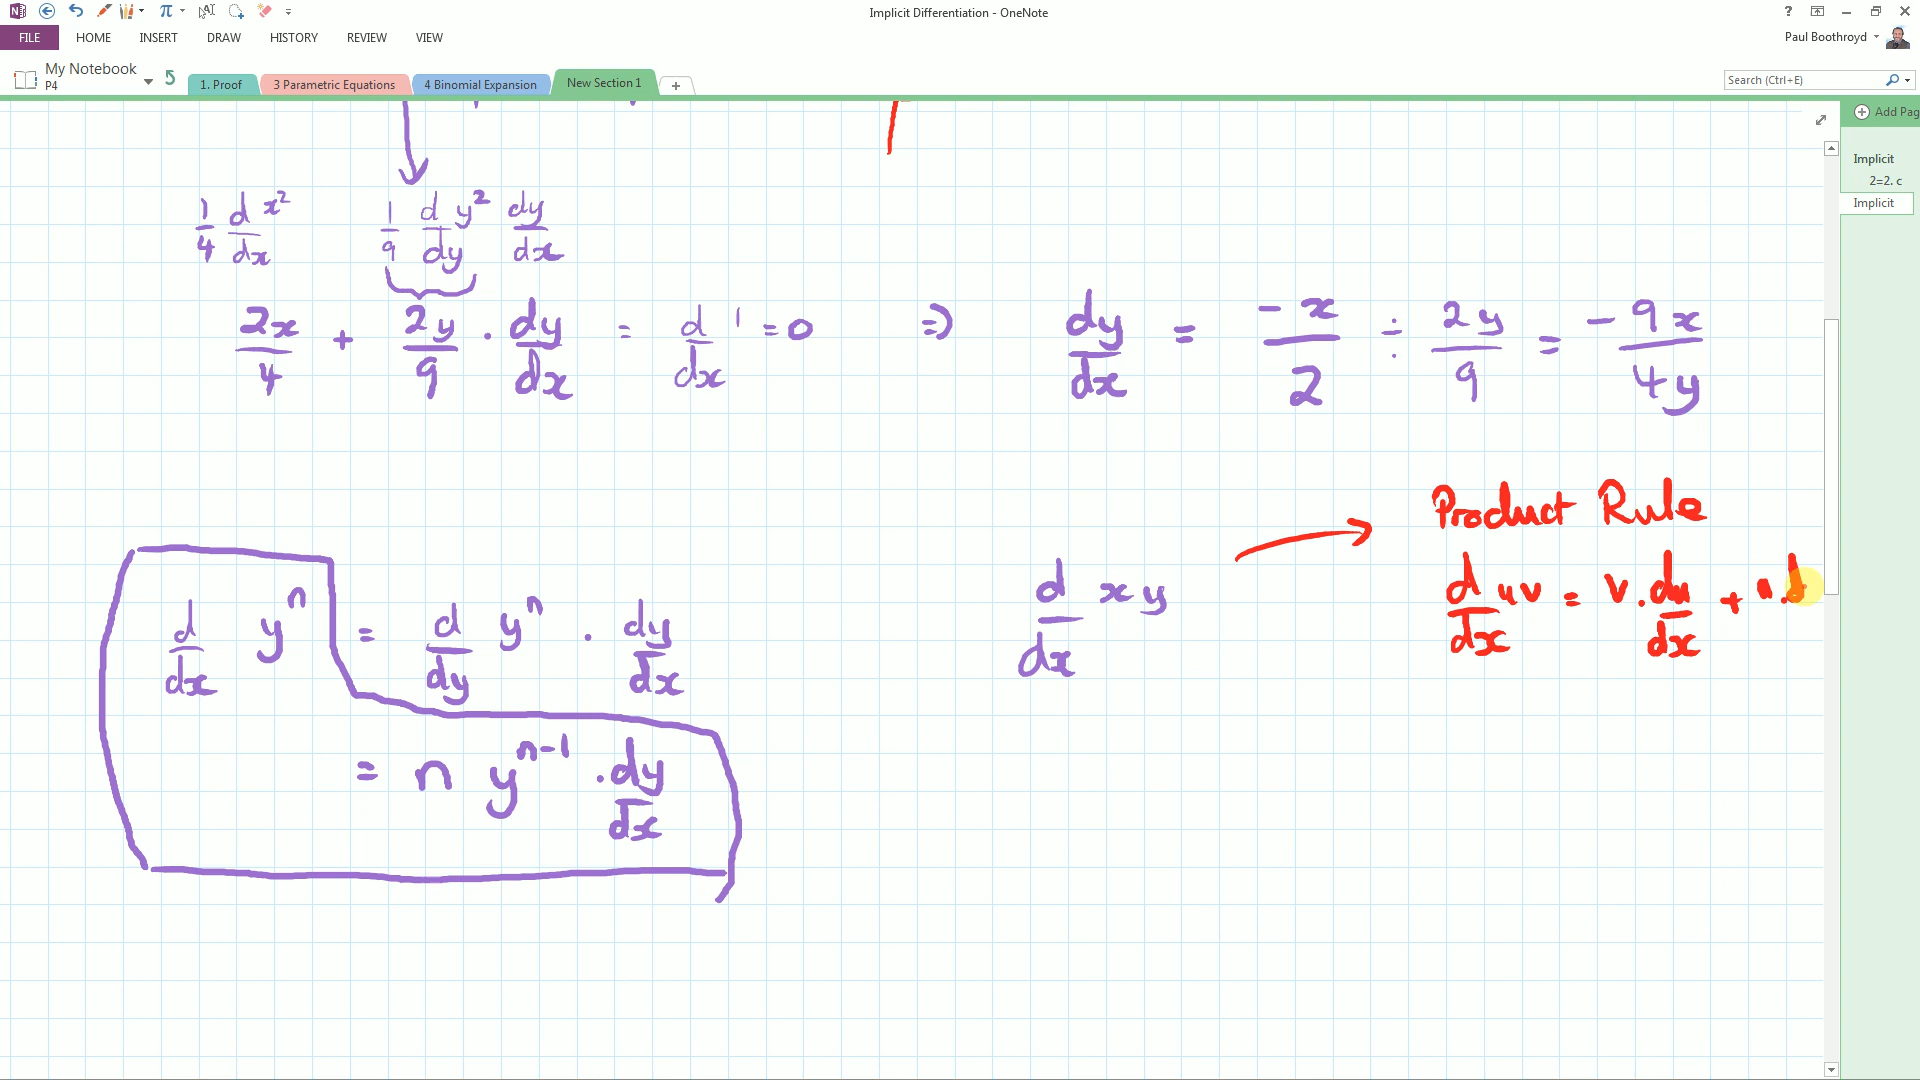 Implicit Differentiation - OneNote
FILE HOME INSERT DRAW HISTORY REVIEW VIEW
Paul Boothroyd
My Notebook
P4
1. Proof 3 Parametric Equations 4 Binomial Expansion New Section 1
Search (Ctrl+E)
Add Pag
Implicit
2=2. c
Implicit
1/4 d/dx x² 1/9 d/dy y² dy/dx
2x/4 + 2y/9 . dy/dx = d/dx 1 = 0 ⇒ dy/dx = -x/2 ÷ 2y/9 = -9x/4y
Product Rule
d/dx uv = v . du/dx + u . d
d/dx xy
d/dx yⁿ = d/dy yⁿ . dy/dx
= n yⁿ⁻¹ . dy/dx